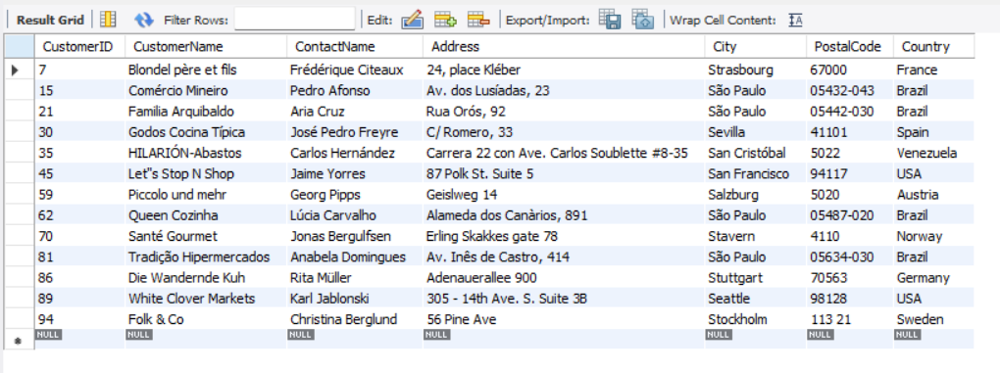 Result Grid Filter Rows: Edit: Export/Import: Wrap Cell Content: IA
CustomerID CustomerName ContactName Address City PostalCode Country
7 Blondel père et fils Frédérique Citeaux 24, place Kléber Strasbourg 67000 France
15 Comércio Mineiro Pedro Afonso Av. dos Lusíadas, 23 São Paulo 05432-043 Brazil
21 Familia Arquibaldo Aria Cruz Rua Orós, 92 São Paulo 05442-030 Brazil
30 Godos Cocina Típica José Pedro Freyre C/ Romero, 33 Sevilla 41101 Spain
35 HILARIÓN-Abastos Carlos Hernández Carrera 22 con Ave. Carlos Soublette #8-35 San Cristóbal 5022 Venezuela
45 Let"s Stop N Shop Jaime Yorres 87 Polk St. Suite 5 San Francisco 94117 USA
59 Piccolo und mehr Georg Pipps Geislweg 14 Salzburg 5020 Austria
62 Queen Cozinha Lúcia Carvalho Alameda dos Canàrios, 891 São Paulo 05487-020 Brazil
70 Santé Gourmet Jonas Bergulfsen Erling Skakkes gate 78 Stavern 4110 Norway
81 Tradição Hipermercados Anabela Domingues Av. Inês de Castro, 414 São Paulo 05634-030 Brazil
86 Die Wandernde Kuh Rita Müller Adenauerallee 900 Stuttgart 70563 Germany
89 White Clover Markets Karl Jablonski 305 - 14th Ave. S. Suite 3B Seattle 98128 USA
94 Folk & Co Christina Berglund 56 Pine Ave Stockholm 113 21 Sweden
NULL NULL NULL NULL NULL NULL NULL